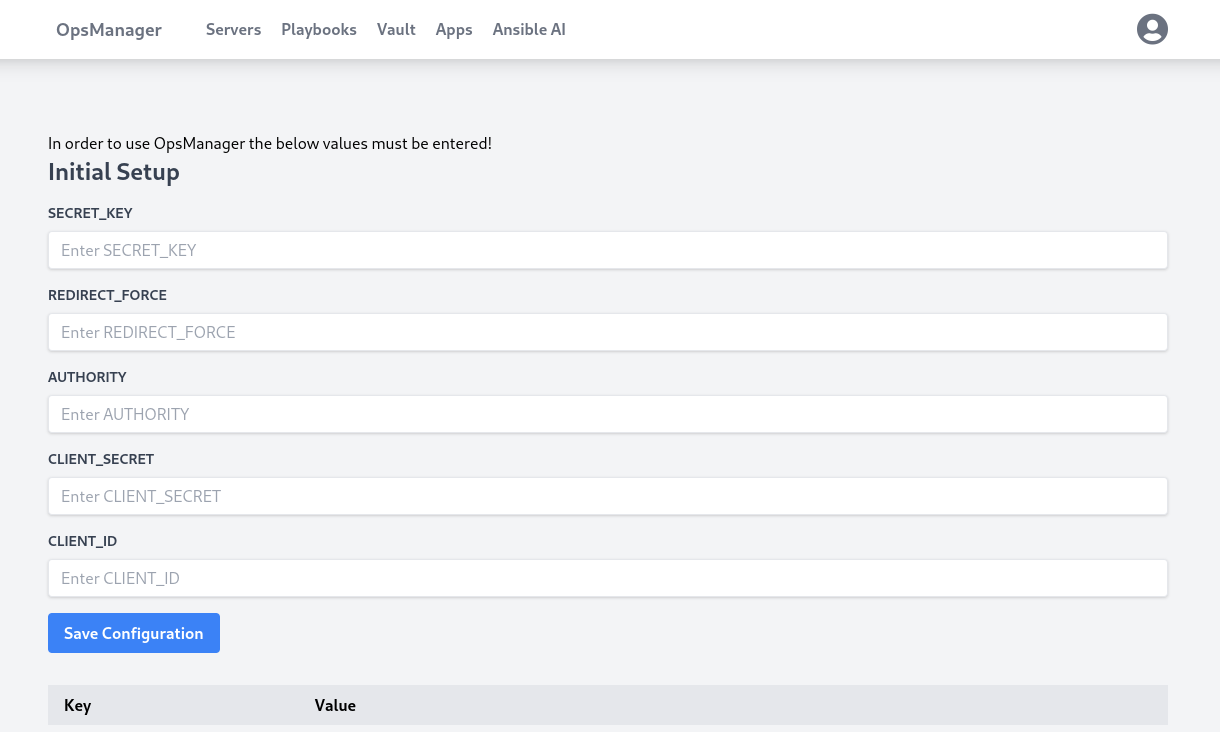 OpsManager Servers Playbooks Vault Apps Ansible AI
In order to use OpsManager the below values must be entered!
Initial Setup
SECRET_KEY
Enter SECRET_KEY
REDIRECT_FORCE
Enter REDIRECT_FORCE
AUTHORITY
Enter AUTHORITY
CLIENT_SECRET
Enter CLIENT_SECRET
CLIENT_ID
Enter CLIENT_ID
Save Configuration
Key Value